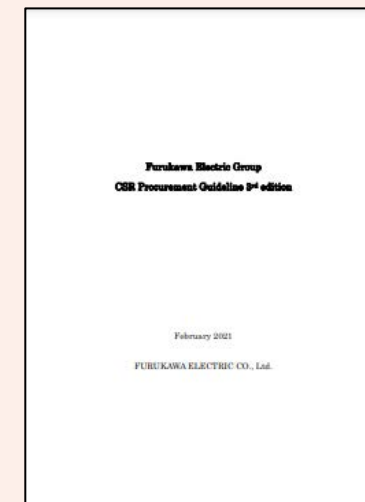 Furukawa Electric Group
CSR Procurement Guideline 3rd edition
February 2021
FURUKAWA ELECTRIC CO., Ltd.